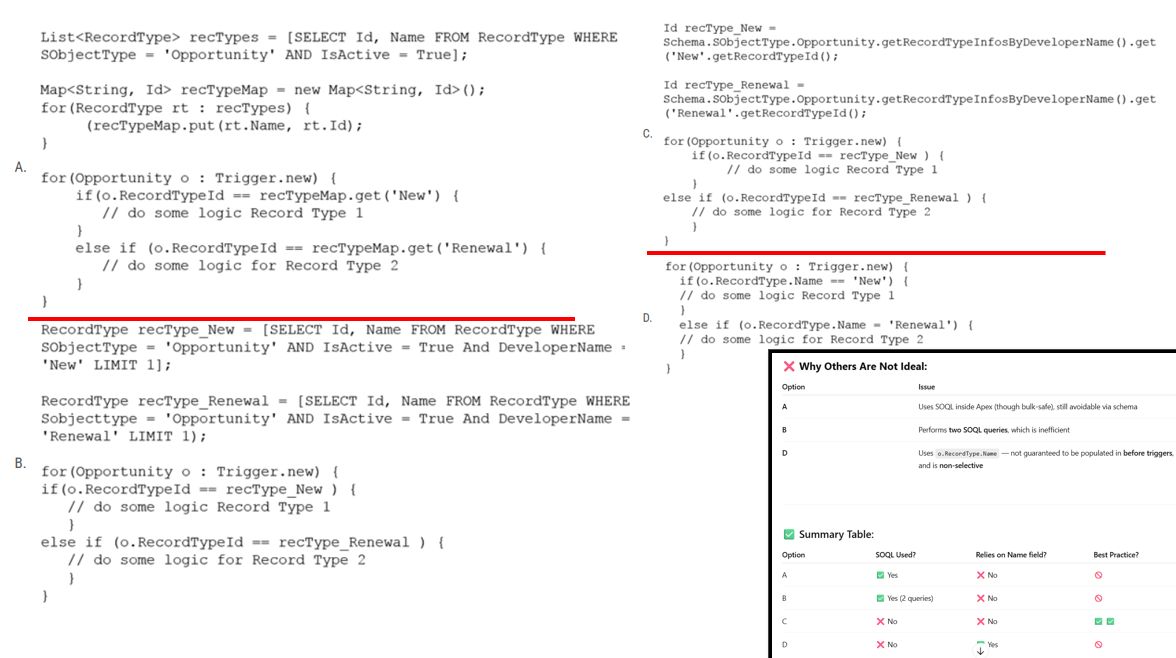 List<RecordType> recTypes = [SELECT Id, Name FROM RecordType WHERE
SObjectType = 'Opportunity' AND IsActive = True];
Map<String, Id> recTypeMap = new Map<String, Id>();
for(RecordType rt : recTypes) {
(recTypeMap.put(rt.Name, rt.Id);
}
A.
for(Opportunity o : Trigger.new) {
if(o.RecordTypeId == recTypeMap.get('New') {
// do some logic Record Type 1
}
else if (o.RecordTypeId == recTypeMap.get('Renewal') {
// do some logic for Record Type 2
}
}
RecordType recType_New = [SELECT Id, Name FROM RecordType WHERE
SObjectType = 'Opportunity' AND IsActive = True And DeveloperName =
'New' LIMIT 1];
RecordType recType_Renewal = [SELECT Id, Name FROM RecordType WHERE
Sobjecttype = 'Opportunity' AND IsActive = True And DeveloperName =
'Renewal' LIMIT 1);
B.
for(Opportunity o : Trigger.new) {
if(o.RecordTypeId == recType_New ) {
// do some logic Record Type 1
}
else if (o.RecordTypeId == recType_Renewal ) {
// do some logic for Record Type 2
}
}
Id recType_New =
Schema.SObjectType.Opportunity.getRecordTypeInfosByDeveloperName().get
('New'.getRecordTypeId();
Id recType_Renewal =
Schema.SObjectType.Opportunity.getRecordTypeInfosByDeveloperName().get
('Renewal'.getRecordTypeId();
C.
for(Opportunity o : Trigger.new) {
if(o.RecordTypeId == recType_New ) {
// do some logic Record Type 1
}
else if (o.RecordTypeId == recType_Renewal ) {
// do some logic for Record Type 2
}
}
for(Opportunity o : Trigger.new) {
if(o.RecordType.Name == 'New') {
// do some logic Record Type 1
}
D.
else if (o.RecordType.Name = 'Renewal') {
// do some logic for Record Type 2
}
}
❌ Why Others Are Not Ideal:
Option Issue
A Uses SOQL inside Apex (though bulk-safe), still avoidable via schema
B Performs two SOQL queries, which is inefficient
D Uses o.RecordType.Name — not guaranteed to be populated in before triggers,
and is non-selective
✅ Summary Table:
Option SOQL Used? Relies on Name field? Best Practice?
A ✅ Yes ❌ No 🚫
B ✅ Yes (2 queries) ❌ No 🚫
C ❌ No ❌ No ✅ ✅
D ❌ No Yes 🚫